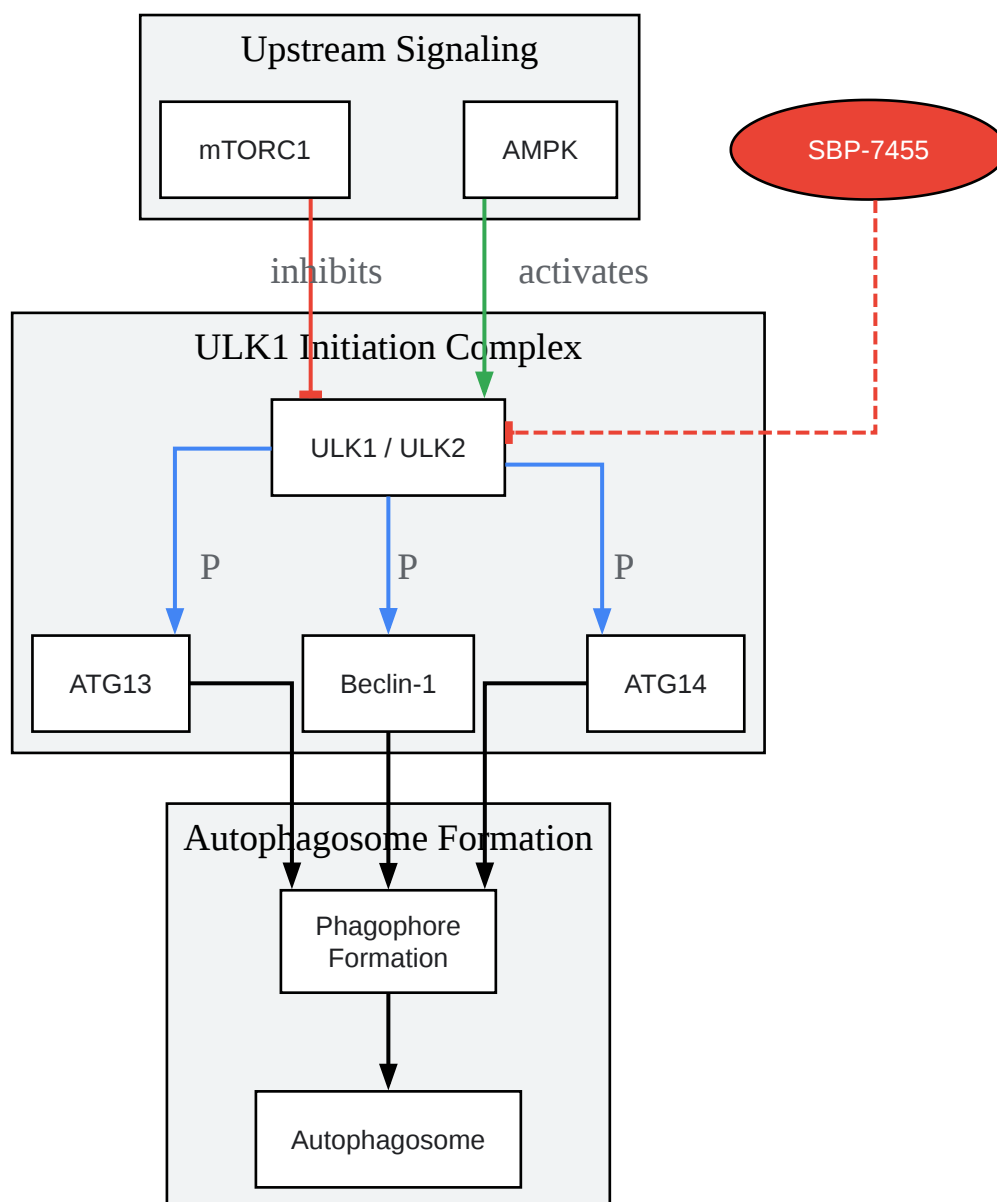 Upstream Signaling
mTORC1
AMPK
SBP-7455
inhibits
activates
ULK1 Initiation Complex
ULK1 / ULK2
P
P
P
ATG13
Beclin-1
ATG14
Autophagosome Formation
Phagophore
Formation
Autophagosome